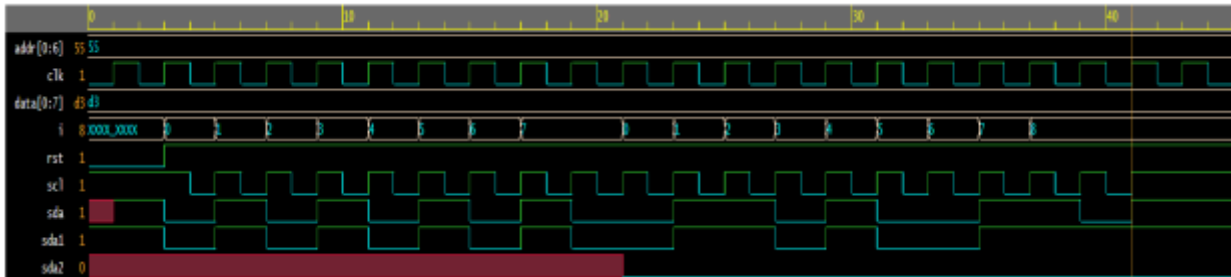 0 10 20 30 40
addr[0:6] 55 55
clk 1
data[0:7] d3 d3
i 8 XXXX_XXXX 0 1 2 3 4 5 6 7 0 1 2 3 4 5 6 7 8
rst 1
scl 1
sda 1
sda1 1
sda2 0